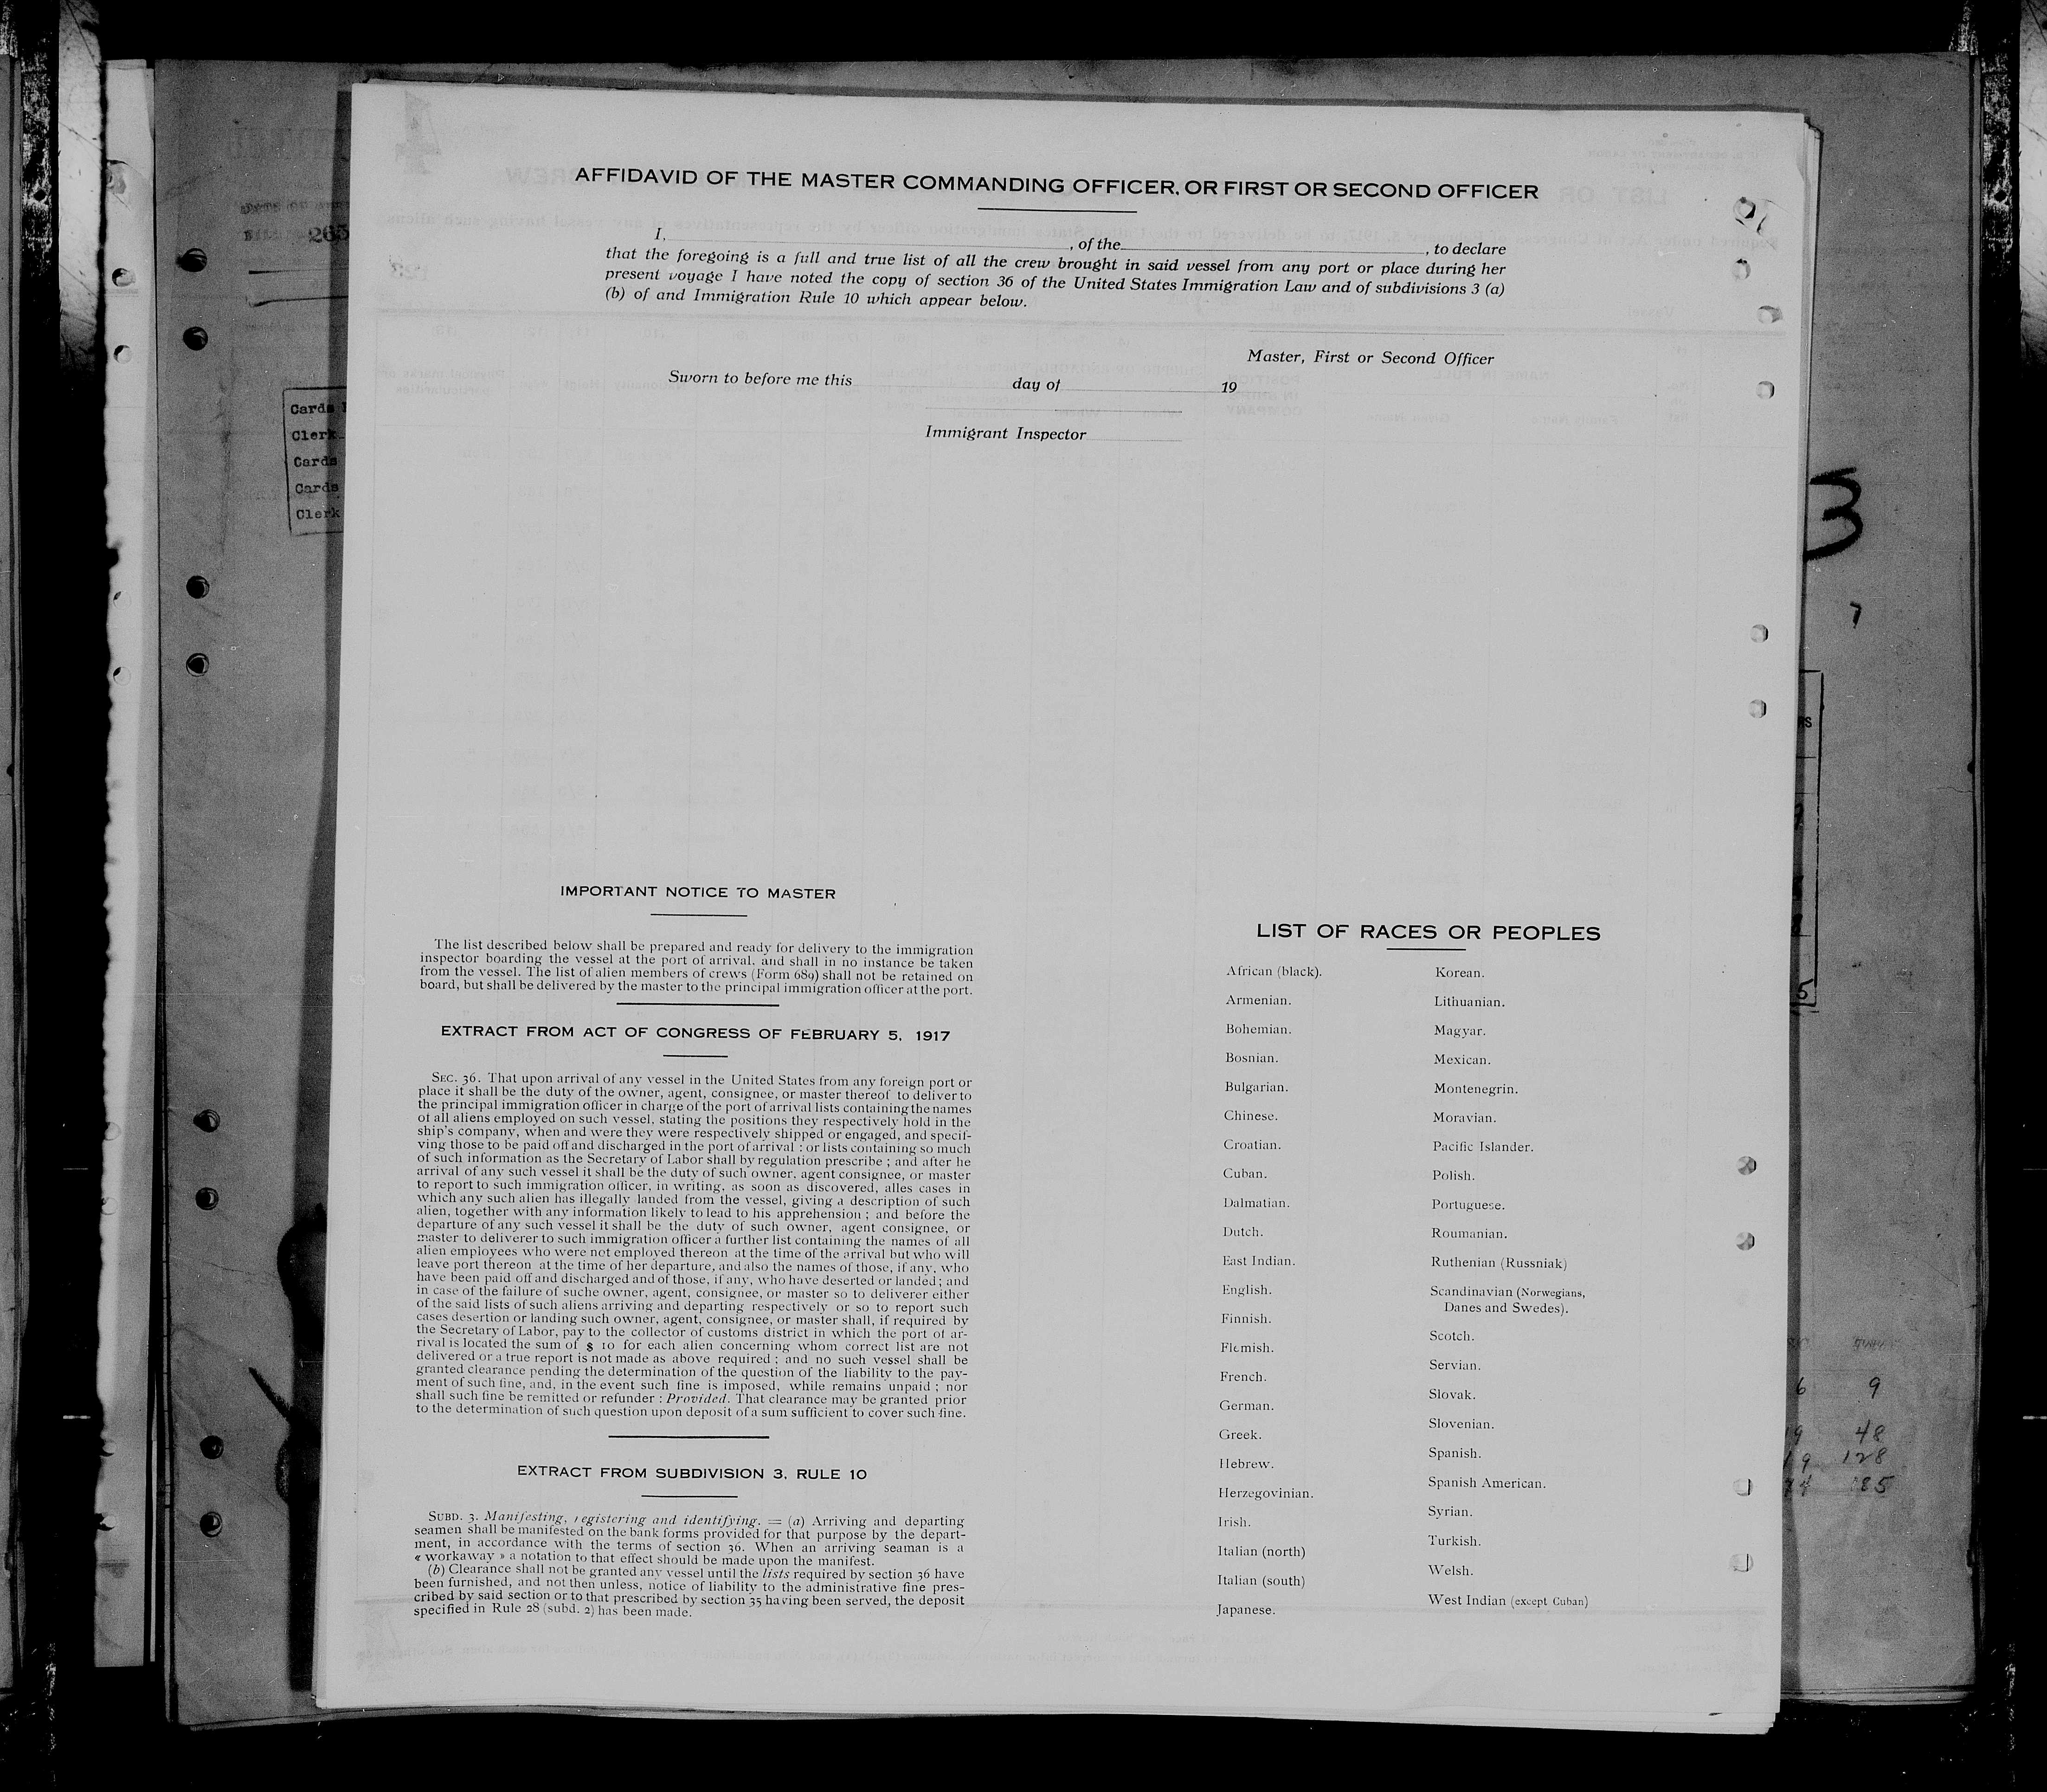 AFFIDAVID OF THE MASTER COMMANDING OFFICER, OR FIRST OR SECOND OFFICER
I, , of the , to declare
that the foregoing is a full and true list of all the crew brought in said vessel from any port or place during her
present voyage I have noted the copy of section 36 of the United States Immigration Law and of subdivisions 3 (a)
(b) of and Immigration Rule 10 which appear below.
Master, First or Second Officer
Sworn to before me this day of 19
Immigrant Inspector
263
Cards
Clerk
Cards
Cards
Clerk
3
7
IMPORTANT NOTICE TO MASTER
The list described below shall be prepared and ready for delivery to the immigration
inspector boarding the vessel at the port of arrival, and shall in no instance be taken
from the vessel. The list of alien members of crews (Form 689) shall not be retained on
board, but shall be delivered by the master to the principal immigration officer at the port.
EXTRACT FROM ACT OF CONGRESS OF FEBRUARY 5, 1917
SEC. 36. That upon arrival of any vessel in the United States from any foreign port or
place it shall be the duty of the owner, agent, consignee, or master thereof to deliver to
the principal immigration officer in charge of the port of arrival lists containing the names
of all aliens employed on such vessel, stating the positions they respectively hold in the
ship's company, when and were they were respectively shipped or engaged, and specif-
ving those to be paid off and discharged in the port of arrival : or lists containing so much
of such information as the Secretary of Labor shall by regulation prescribe ; and after he
arrival of any such vessel it shall be the duty of such owner, agent consignee, or master
to report to such immigration officer, in writing, as soon as discovered, alles cases in
which any such alien has illegally landed from the vessel, giving a description of such
alien, together with any information likely to lead to his apprehension ; and before the
departure of any such vessel it shall be the duty of such owner, agent consignee, or
master to deliverer to such immigration officer a further list containing the names of all
alien employees who were not employed thereon at the time of the arrival but who will
leave port thereon at the time of her departure, and also the names of those, if any, who
have been paid off and discharged and of those, if any, who have deserted or landed ; and
in case of the failure of suche owner, agent, consignee, or master so to deliverer either
of the said lists of such aliens arriving and departing respectively or so to report such
cases desertion or landing such owner, agent, consignee, or master shall, if required by
the Secretary of Labor, pay to the collector of customs district in which the port of ar-
rival is located the sum of $ 10 for each alien concerning whom correct list are not
delivered or a true report is not made as above required ; and no such vessel shall be
granted clearance pending the determination of the question of the liability to the pay-
ment of such fine, and, in the event such fine is imposed, while remains unpaid ; nor
shall such fine be remitted or refunder : Provided. That clearance may be granted prior
to the determination of such question upon deposit of a sum sufficient to cover such fine.
EXTRACT FROM SUBDIVISION 3, RULE 10
SUBD. 3. Manifesting, registering and identifying. = (a) Arriving and departing
seamen shall be manifested on the bank forms provided for that purpose by the depart-
ment, in accordance with the terms of section 36. When an arriving seaman is a
« workaway » a notation to that effect should be made upon the manifest.
(b) Clearance shall not be granted any vessel until the lists required by section 36 have
been furnished, and not then unless, notice of liability to the administrative fine pres-
cribed by said section or to that prescribed by section 35 having been served, the deposit
specified in Rule 28 (subd. 2) has been made.
LIST OF RACES OR PEOPLES
African (black).
Armenian.
Bohemian.
Bosnian.
Bulgarian.
Chinese.
Croatian.
Cuban.
Dalmatian.
Dutch.
East Indian.
English.
Finnish.
Flemish.
French.
German.
Greek.
Hebrew.
Herzegovinian.
Irish.
Italian (north)
Italian (south)
Japanese.
Korean.
Lithuanian.
Magyar.
Mexican.
Montenegrin.
Moravian.
Pacific Islander.
Polish.
Portuguese.
Roumanian.
Ruthenian (Russniak)
Scandinavian (Norwegians,
Danes and Swedes).
Scotch.
Servian.
Slovak.
Slovenian.
Spanish.
Spanish American.
Syrian.
Turkish.
Welsh.
West Indian (except Cuban)
5
6 9
9 48
19 128
185